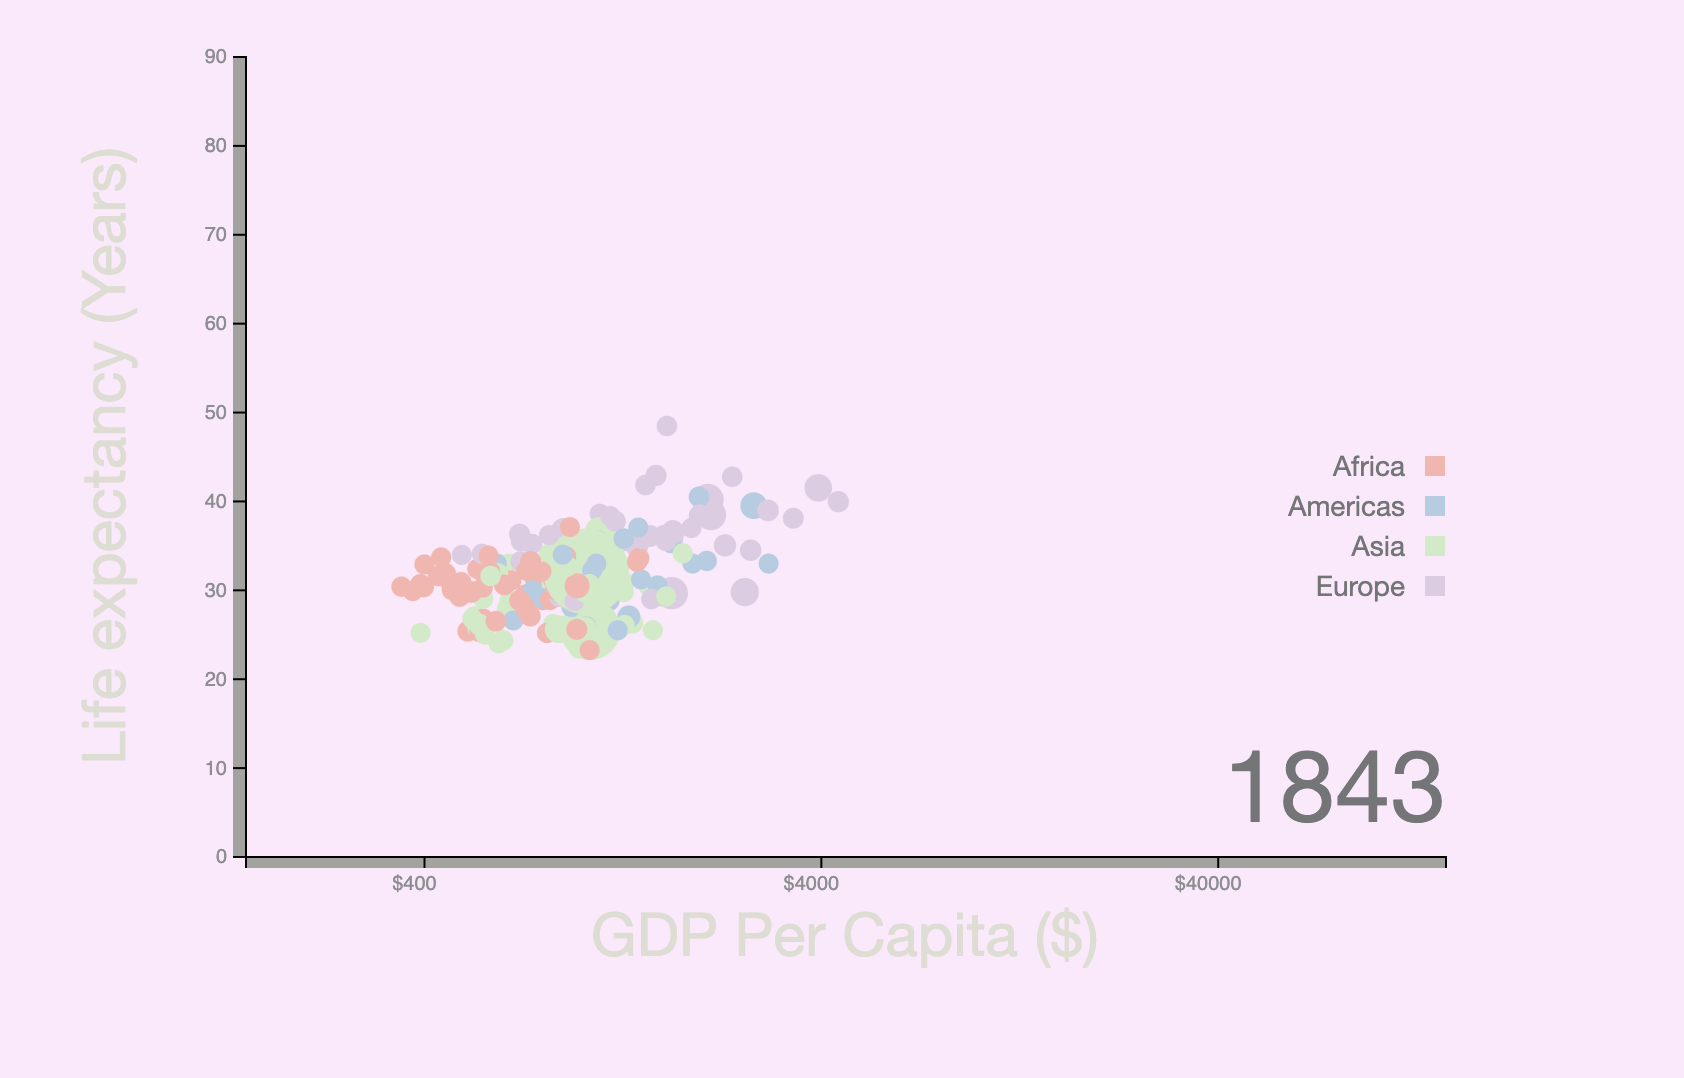 Life expectancy (Years)
90
80
70
60
50
40
30
20
10
0
Africa
Americas
Asia
Europe
1843
$400
$4000
$40000
GDP Per Capita ($)